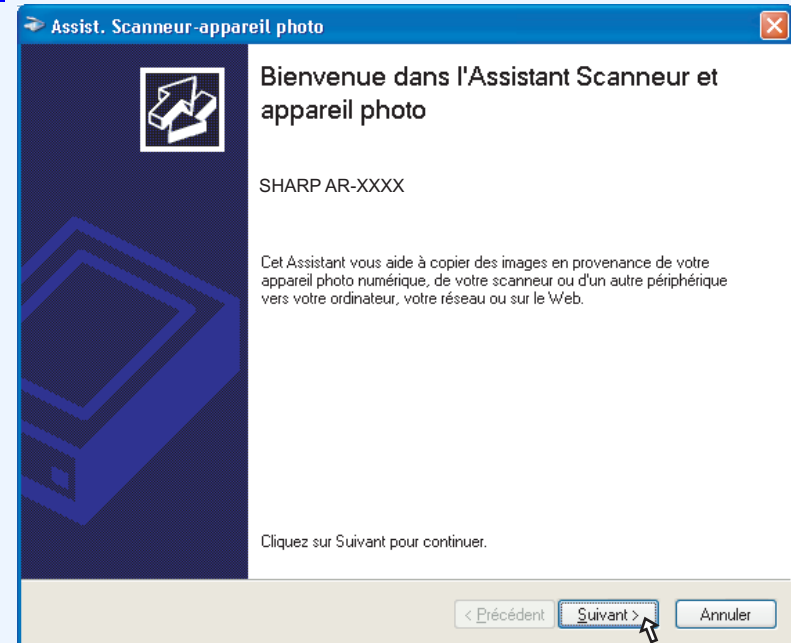 Assist. Scanneur-appareil photo
Bienvenue dans l'Assistant Scanneur et
appareil photo
SHARP AR-XXXX
Cet Assistant vous aide à copier des images en provenance de votre
appareil photo numérique, de votre scanneur ou d'un autre périphérique
vers votre ordinateur, votre réseau ou sur le Web.
Cliquez sur Suivant pour continuer.
< Précédent Suivant > Annuler